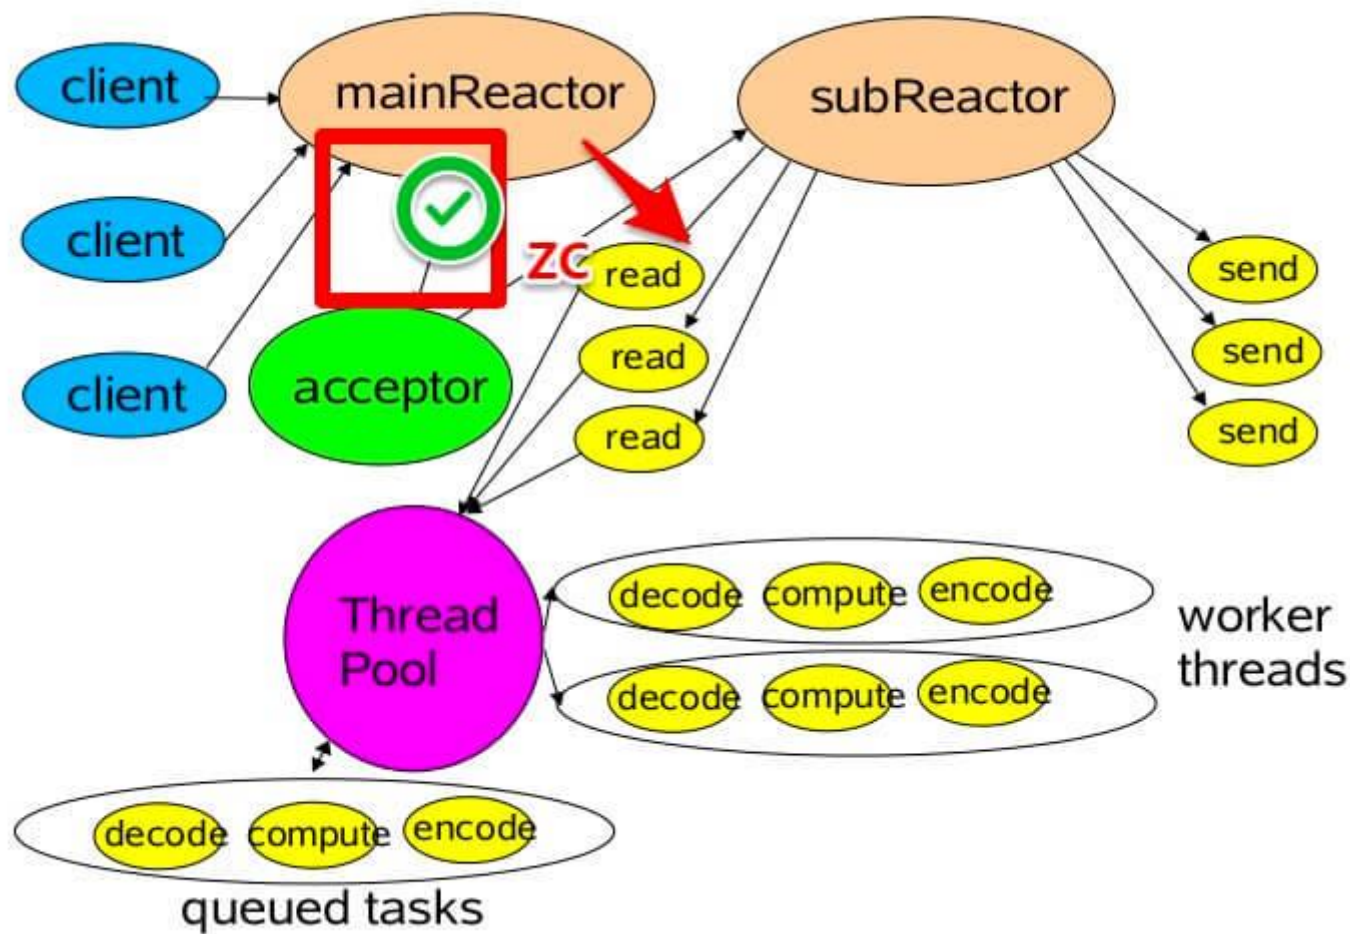 client
mainReactor
subReactor
client
ZC
read
send
client
acceptor
read
send
read
send
Thread
Pool
decode compute encode
worker
threads
decode compute encode
decode compute encode
queued tasks